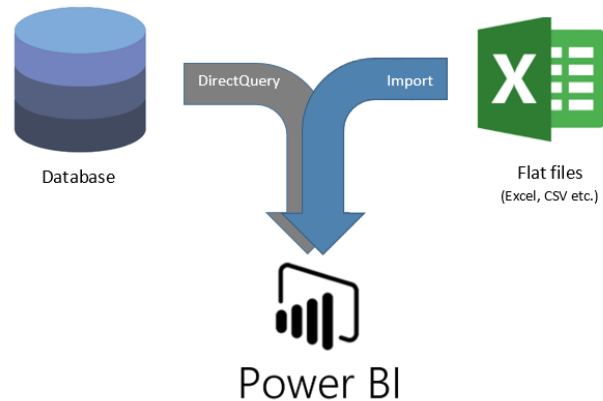 DirectQuery
Import
X
Database
Flat files
(Excel, CSV etc.)
Power BI